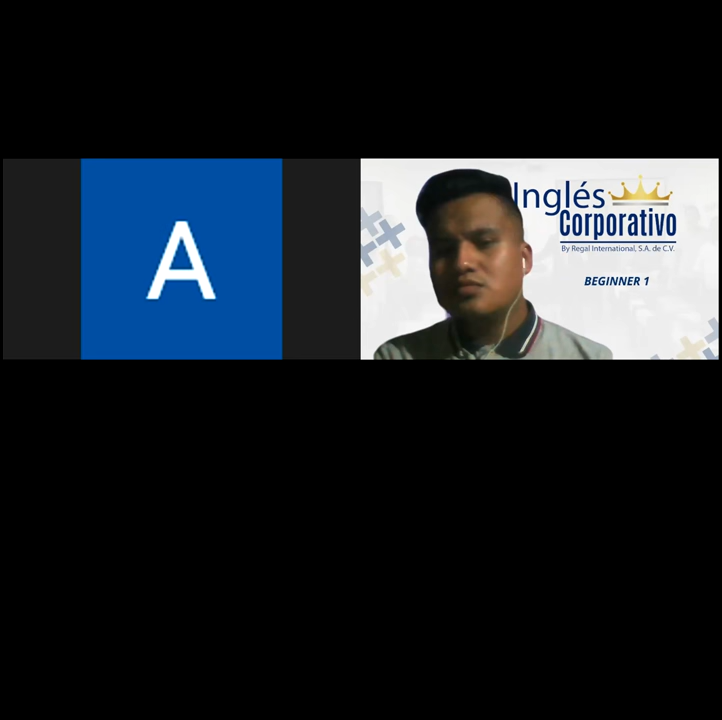 A
Inglés
Corporativo
By Regal International, S.A. de C.V.
BEGINNER 1